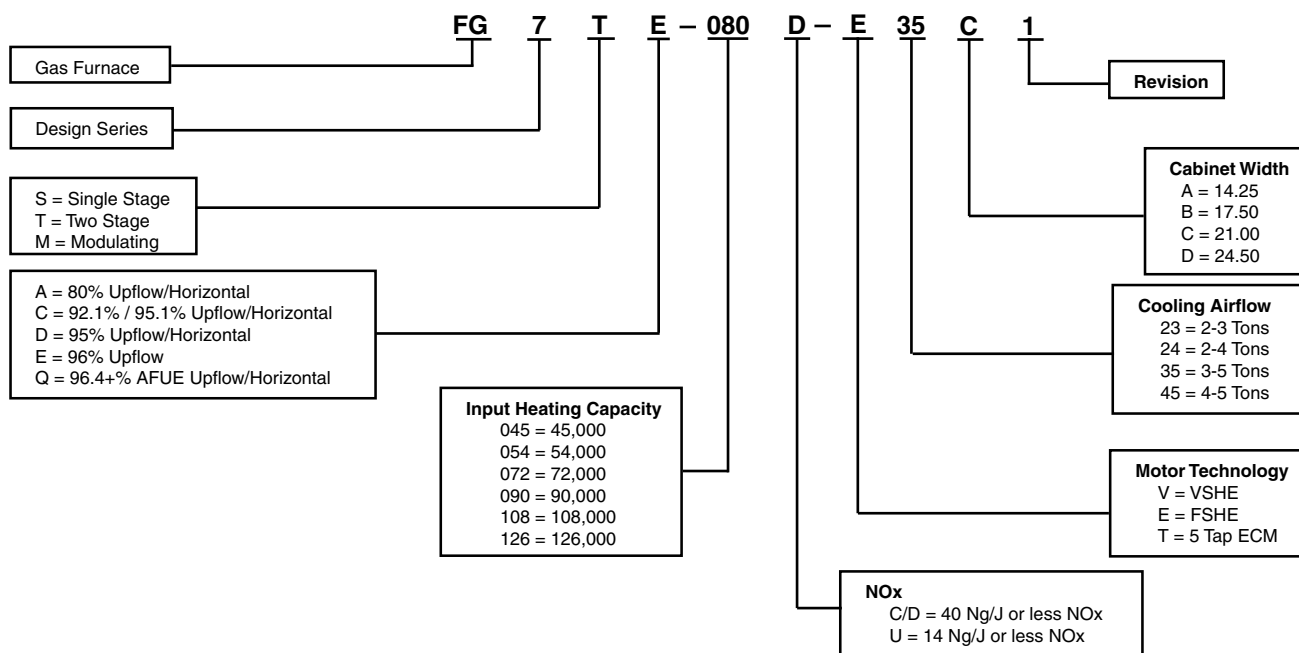 FG 7 T E – 080 D – E 35 C 1
Gas Furnace
Design Series
S = Single Stage
T = Two Stage
M = Modulating
A = 80% Upflow/Horizontal
C = 92.1% / 95.1% Upflow/Horizontal
D = 95% Upflow/Horizontal
E = 96% Upflow
Q = 96.4+% AFUE Upflow/Horizontal
Input Heating Capacity
045 = 45,000
054 = 54,000
072 = 72,000
090 = 90,000
108 = 108,000
126 = 126,000
Revision
Cabinet Width
A = 14.25
B = 17.50
C = 21.00
D = 24.50
Cooling Airflow
23 = 2-3 Tons
24 = 2-4 Tons
35 = 3-5 Tons
45 = 4-5 Tons
Motor Technology
V = VSHE
E = FSHE
T = 5 Tap ECM
NOx
C/D = 40 Ng/J or less NOx
U = 14 Ng/J or less NOx